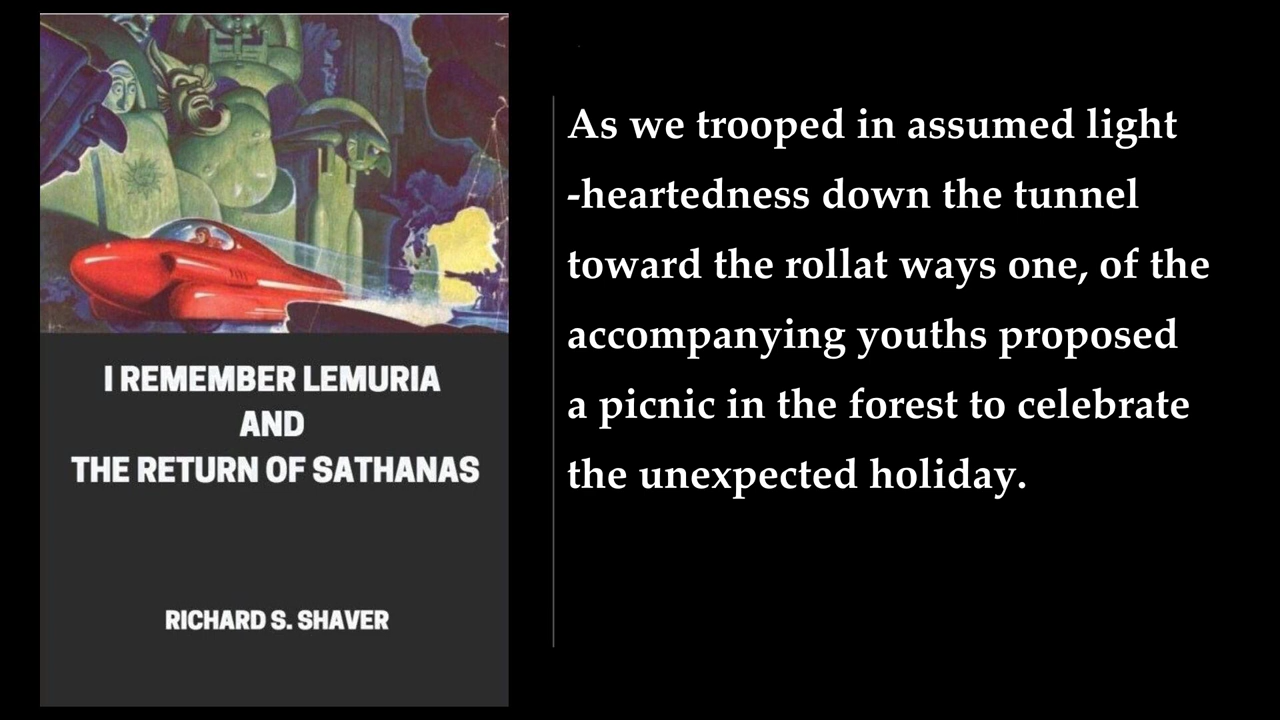 I REMEMBER LEMURIA
AND
THE RETURN OF SATHANAS
RICHARD S. SHAVER
As we trooped in assumed light
-heartedness down the tunnel
toward the rollat ways one, of the
accompanying youths proposed
a picnic in the forest to celebrate
the unexpected holiday.